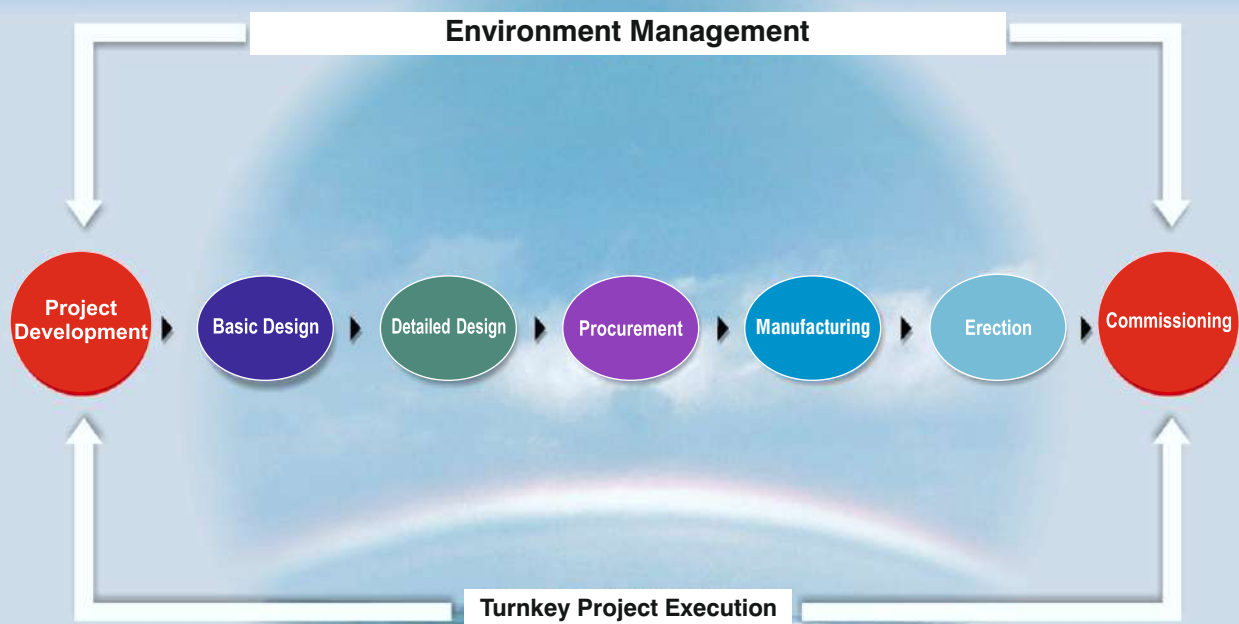 Environment Management
Project
Development
Basic Design
Detailed Design
Procurement
Manufacturing
Erection
Commissioning
Turnkey Project Execution